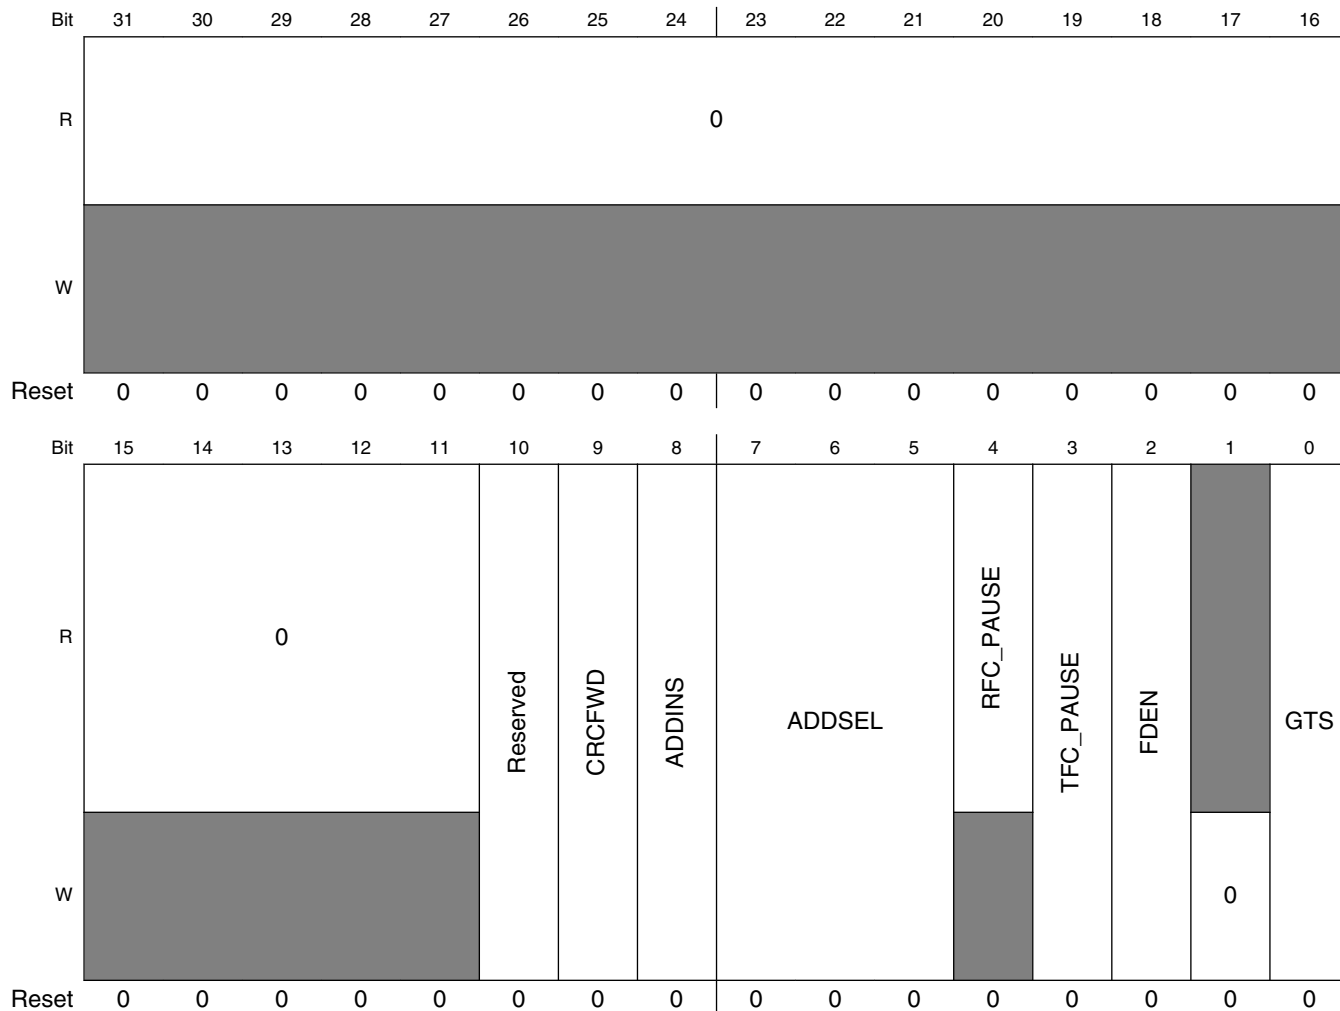 Bit 31 30 29 28 27 26 25 24 23 22 21 20 19 18 17 16
R 0
W
Reset 0 0 0 0 0 0 0 0 0 0 0 0 0 0 0 0
Bit 15 14 13 12 11 10 9 8 7 6 5 4 3 2 1 0
R 0 Reserved CRCFWD ADDINS ADDSEL RFC_PAUSE TFC_PAUSE FDEN GTS
W 0
Reset 0 0 0 0 0 0 0 0 0 0 0 0 0 0 0 0